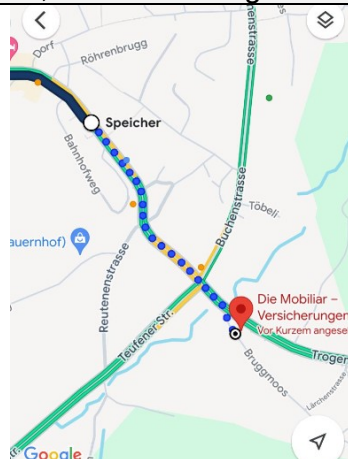 Dorf
Röhrenbrugg
Speicher
Bahnhofweg
Töbeli
auernhof)
Reutenenstrasse
Buchenstrasse
Die Mobiliar –
Versicherungen
Vor Kurzem angese
Teufener Str.
Troger
Bruggmoos
Lärchenstrasse
Google